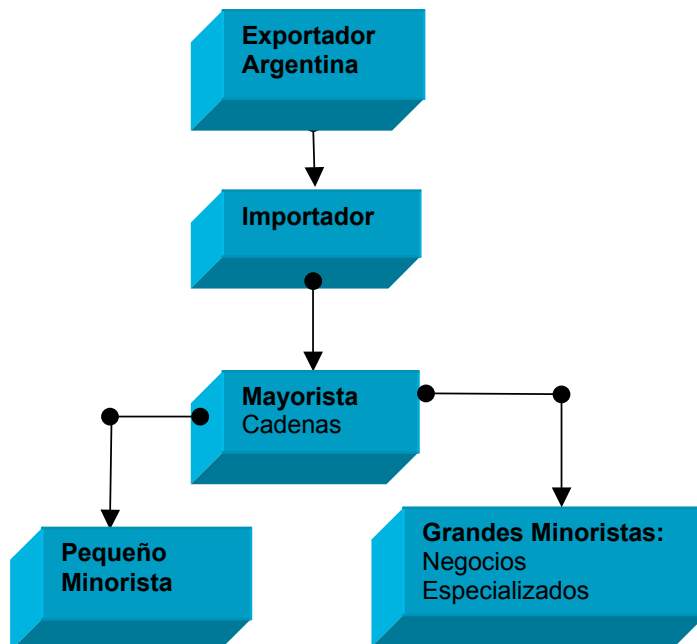 Exportador
Argentina
Importador
Mayorista
Cadenas
Pequeño
Minorista
Grandes Minoristas:
Negocios
Especializados